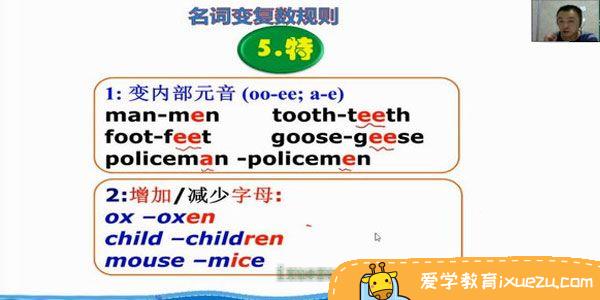 名词变复数规则
5.特
1: 变内部元音 (oo-ee; a-e)
man-men tooth-teeth
foot-feet goose-geese
policeman -policemen
2:增加/减少字母:
ox –oxen
child –children
mouse –mice
爱学教育ixuezu.com